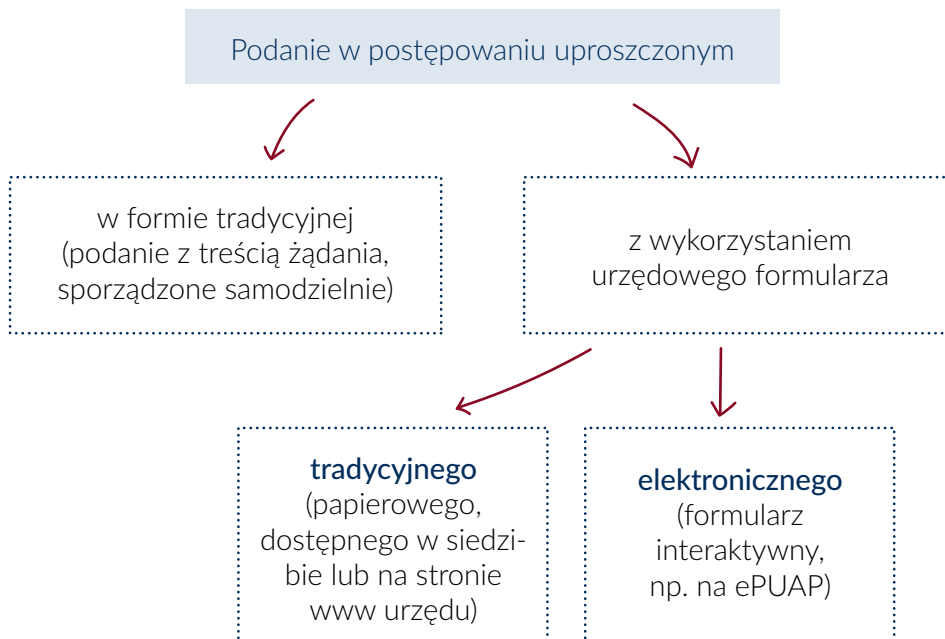 Podanie w postępowaniu uproszczonym
w formie tradycyjnej
(podanie z treścią żądania,
sporządzone samodzielnie)
z wykorzystaniem
urzędowego formularza
tradycyjnego
(papierowego,
dostępnego w siedzi-
bie lub na stronie
www urzędu)
elektronicznego
(formularz
interaktywny,
np. na ePUAP)